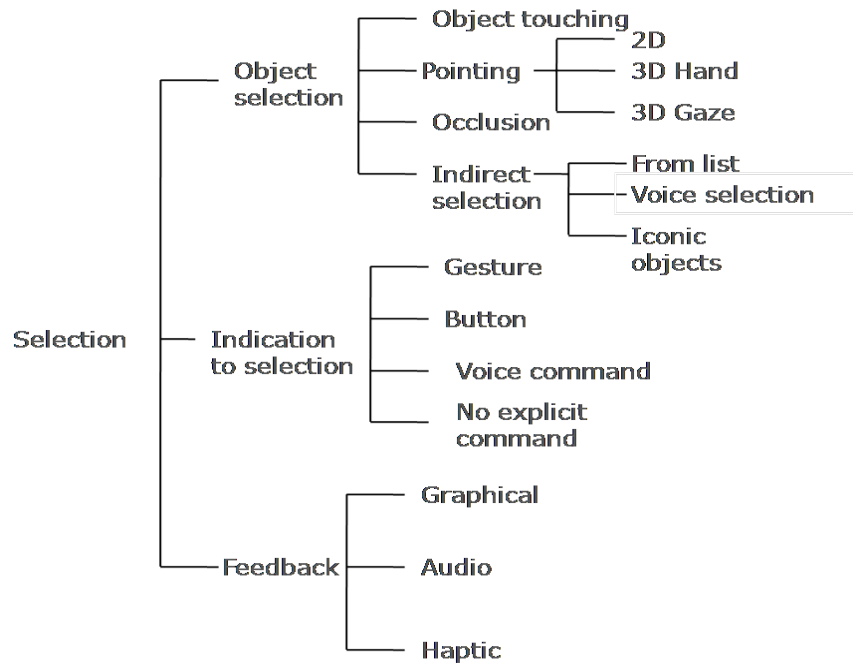 Object touching
2D
Object
selection
Pointing
3D Hand
3D Gaze
Occlusion
From list
Indirect
selection
Voice selection
Iconic
objects
Gesture
Button
Selection
Indication
to selection
Voice command
No explicit
command
Graphical
Feedback
Audio
Haptic